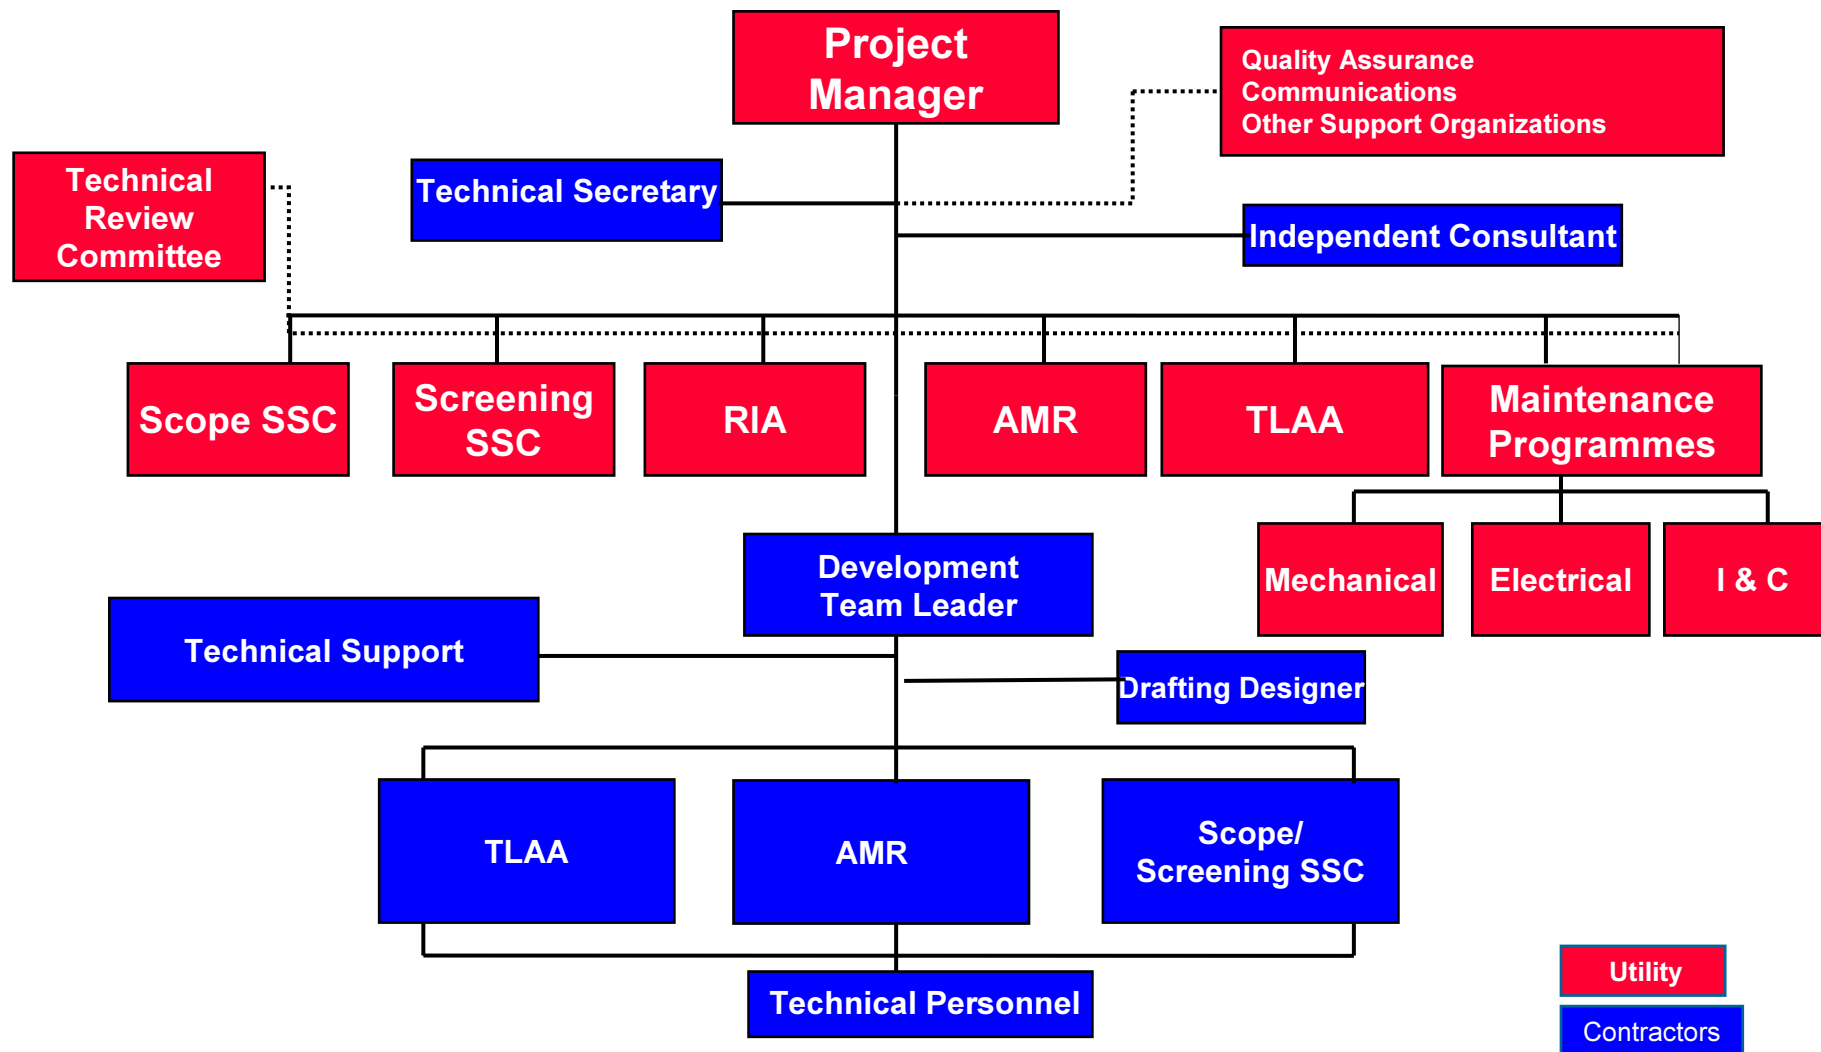 Project
Manager
Quality Assurance
Communications
Other Support Organizations
Technical
Review
Committee
Technical Secretary
Independent Consultant
Scope SSC
Screening
SSC
RIA
AMR
TLAA
Maintenance
Programmes
Mechanical
Electrical
I & C
Development
Team Leader
Technical Support
Drafting Designer
TLAA
AMR
Scope/
Screening SSC
Technical Personnel
Utility
Contractors